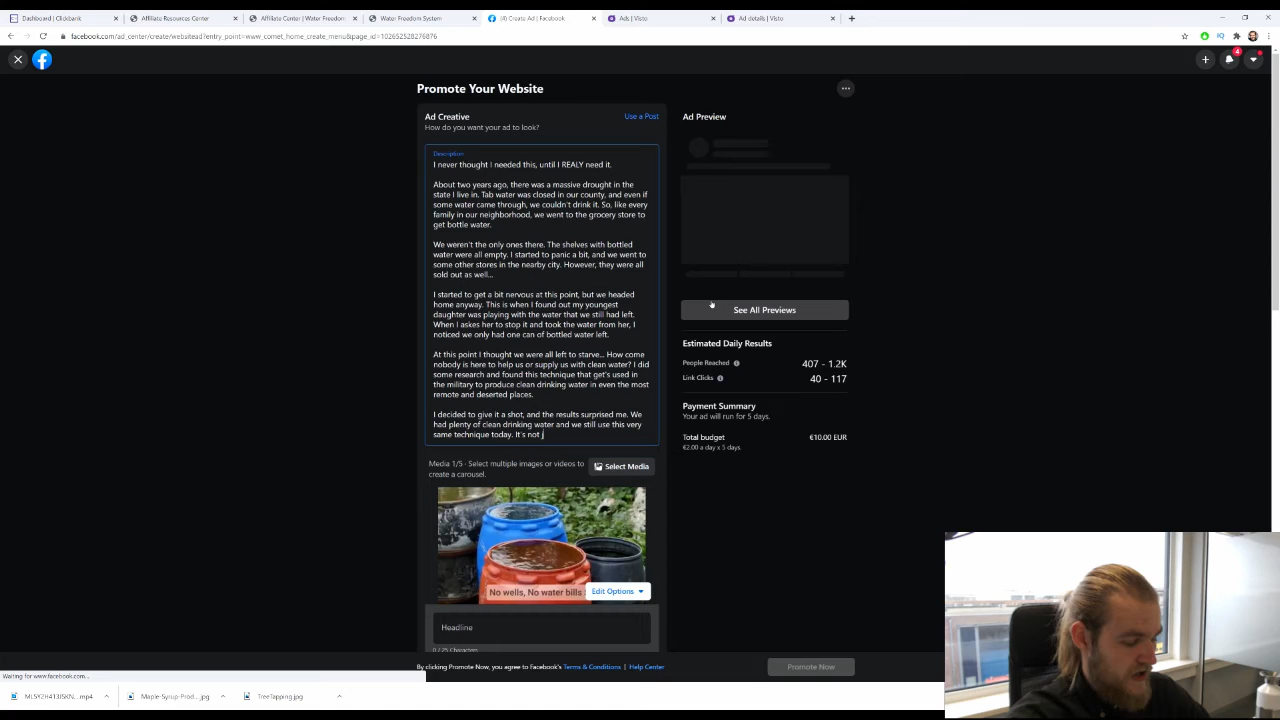 Dashboard | Clickbank
Affiliate Resources Center
Affiliate Center | Water Freedom
Water Freedom System
(4) Create Ad | Facebook
Ads | Visto
Ad details | Visto
facebook.com/ad_center/create/websitead?entry_point=www_comet_home_create_menu&page_id=102652528276876
4
Promote Your Website
Ad Creative
Use a Post
How do you want your ad to look?
Description
I never thought I needed this, until I REALY need it.
About two years ago, there was a massive drought in the
state I live in. Tab water was closed in our county, and even if
some water came through, we couldn't drink it. So, like every
family in our neighborhood, we went to the grocery store to
get bottle water.
We weren't the only ones there. The shelves with bottled
water were all empty. I started to panic a bit, and we went to
some other stores in the nearby city. However, they were all
sold out as well...
I started to get a bit nervous at this point, but we headed
home anyway. This is when I found out my youngest
daughter was playing with the water that we still had left.
When I askes her to stop it and took the water from her, I
noticed we only had one can of bottled water left.
At this point I thought we were all left to starve... How come
nobody is here to help us or supply us with clean water? I did
some research and found this technique that get's used in
the military to produce clean drinking water in even the most
remote and deserted places.
I decided to give it a shot, and the results surprised me. We
had plenty of clean drinking water and we still use this very
same technique today. It's not j
Media 1/5 · Select multiple images or videos to
create a carousel.
Select Media
No wells, No water bills
Edit Options
Headline
0 / 25 Characters
Ad Preview
See All Previews
Estimated Daily Results
People Reached 407 - 1.2K
Link Clicks 40 - 117
Payment Summary
Your ad will run for 5 days.
Total budget €10.00 EUR
€2.00 a day x 5 days.
By clicking Promote Now, you agree to Facebook's Terms & Conditions | Help Center
Promote Now
Waiting for www.facebook.com...
ML5Y2H413JSKN....mp4
Maple-Syrup-Prod....jpg
TreeTapping.jpg